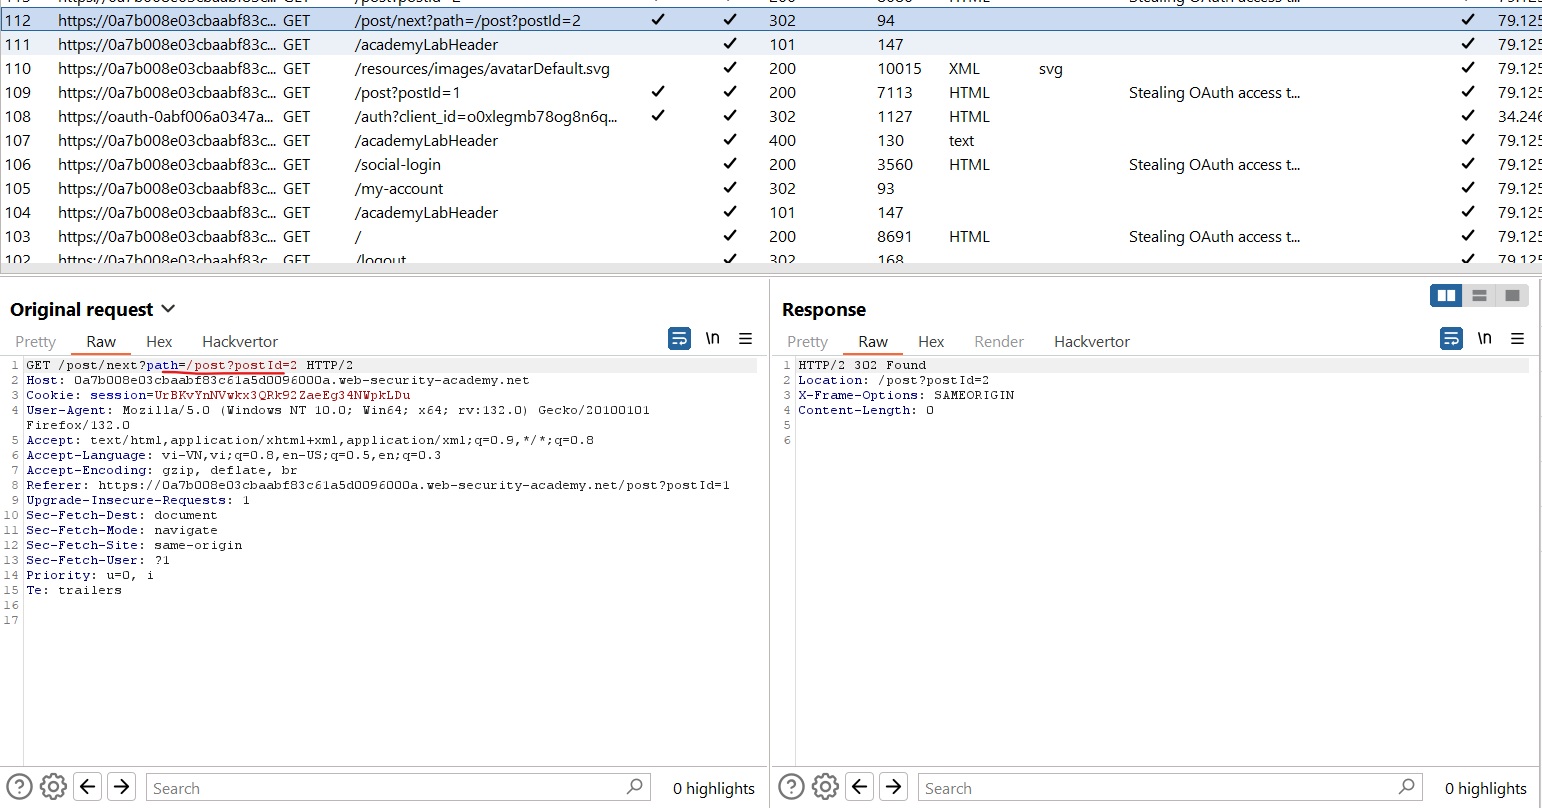 112 https://0a7b008e03cbaabf83c... GET /post/next?path=/post?postId=2 ✓ ✓ 302 94 ✓ 79.125
111 https://0a7b008e03cbaabf83c... GET /academyLabHeader ✓ 101 147 ✓ 79.125
110 https://0a7b008e03cbaabf83c... GET /resources/images/avatarDefault.svg ✓ 200 10015 XML svg ✓ 79.125
109 https://0a7b008e03cbaabf83c... GET /post?postId=1 ✓ ✓ 200 7113 HTML Stealing OAuth access t... ✓ 79.125
108 https://oauth-0abf006a0347a... GET /auth?client_id=o0xlegmb78og8n6q... ✓ ✓ 302 1127 HTML ✓ 34.246
107 https://0a7b008e03cbaabf83c... GET /academyLabHeader ✓ 400 130 text ✓ 79.125
106 https://0a7b008e03cbaabf83c... GET /social-login ✓ 200 3560 HTML Stealing OAuth access t... ✓ 79.125
105 https://0a7b008e03cbaabf83c... GET /my-account ✓ 302 93 ✓ 79.125
104 https://0a7b008e03cbaabf83c... GET /academyLabHeader ✓ 101 147 ✓ 79.125
103 https://0a7b008e03cbaabf83c... GET / ✓ 200 8691 HTML Stealing OAuth access t... ✓ 79.125
102 https://0a7b008e03cbaabf83c... GET /logout ✓ 302 168 ✓ 79.125
Original request
Pretty Raw Hex Hackvertor \n
1 GET /post/next?path=/post?postId=2 HTTP/2
2 Host: 0a7b008e03cbaabf83c61a5d0096000a.web-security-academy.net
3 Cookie: session=UrBKvYnNVwkx3QRk92ZaeEg34NWpkLDu
4 User-Agent: Mozilla/5.0 (Windows NT 10.0; Win64; x64; rv:132.0) Gecko/20100101
Firefox/132.0
5 Accept: text/html,application/xhtml+xml,application/xml;q=0.9,*/*;q=0.8
6 Accept-Language: vi-VN,vi;q=0.8,en-US;q=0.5,en;q=0.3
7 Accept-Encoding: gzip, deflate, br
8 Referer: https://0a7b008e03cbaabf83c61a5d0096000a.web-security-academy.net/post?postId=1
9 Upgrade-Insecure-Requests: 1
10 Sec-Fetch-Dest: document
11 Sec-Fetch-Mode: navigate
12 Sec-Fetch-Site: same-origin
13 Sec-Fetch-User: ?1
14 Priority: u=0, i
15 Te: trailers
16
17
Search 0 highlights
Response
Pretty Raw Hex Render Hackvertor \n
1 HTTP/2 302 Found
2 Location: /post?postId=2
3 X-Frame-Options: SAMEORIGIN
4 Content-Length: 0
5
6
Search 0 highlights